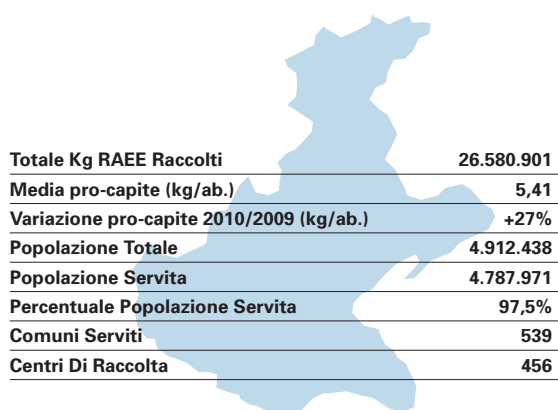 Totale Kg RAEE Raccolti 26.580.901
Media pro-capite (kg/ab.) 5,41
Variazione pro-capite 2010/2009 (kg/ab.) +27%
Popolazione Totale 4.912.438
Popolazione Servita 4.787.971
Percentuale Popolazione Servita 97,5%
Comuni Serviti 539
Centri Di Raccolta 456